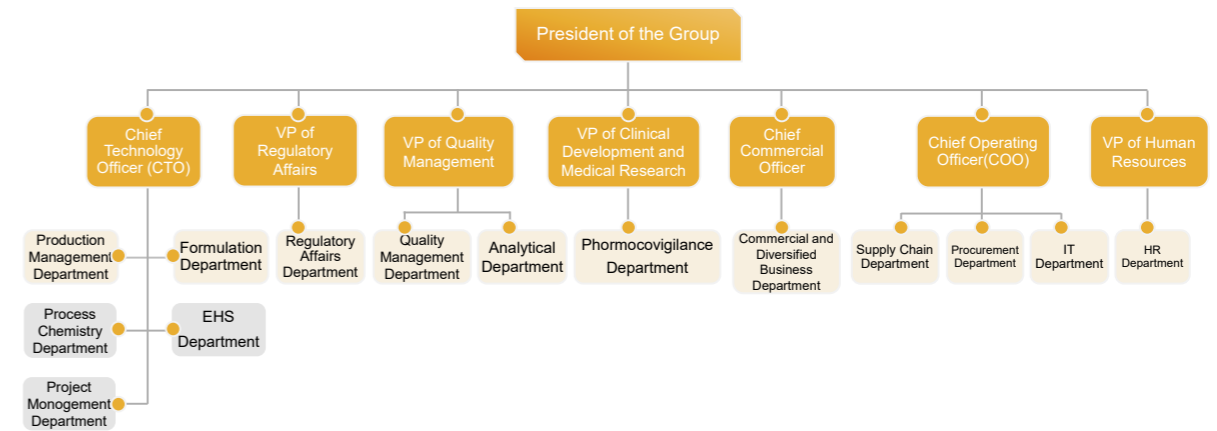 President of the Group
Chief
Technology
Officer (CTO)
VP of
Regulatory
Affairs
VP of Quality
Management
VP of Clinical
Development and
Medical Research
Chief
Commercial
Officer
Chief Operating
Officer(COO)
VP of Human
Resources
Production
Management
Department
Formulation
Department
Regulatory
Affairs
Department
Quality
Management
Department
Analytical
Department
Phormocovigilance
Department
Commercial and
Diversified
Business
Department
Supply Chain
Department
Procurement
Department
IT
Department
HR
Department
Process
Chemistry
Department
EHS
Department
Project
Monogement
Department